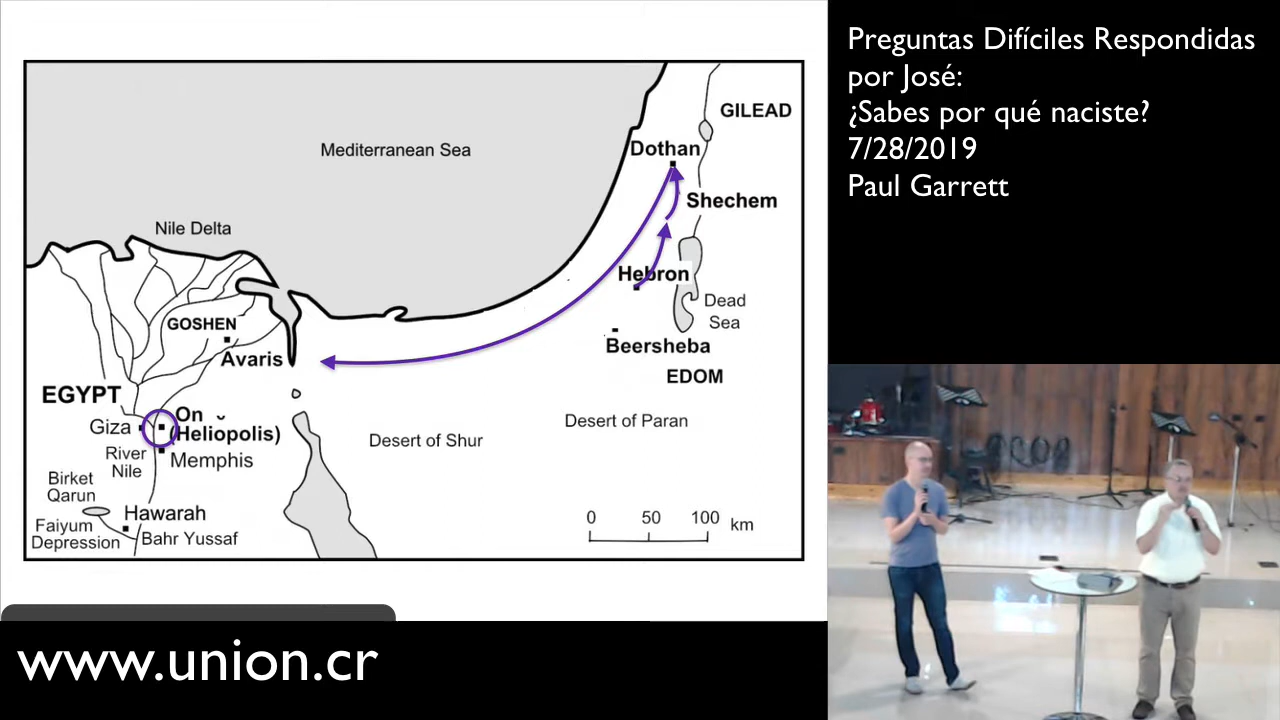 Mediterranean Sea
GILEAD
Dothan
Shechem
Nile Delta
Hebron
Dead
Sea
GOSHEN
Avaris
Beersheba
EDOM
EGYPT
On
(Heliopolis)
Giza
Desert of Paran
Desert of Shur
River
Nile
Memphis
Birket
Qarun
Hawarah
Faiyum
Depression
Bahr Yussaf
0 50 100 km
www.union.cr
Preguntas Difíciles Respondidas
por José:
¿Sabes por qué naciste?
7/28/2019
Paul Garrett